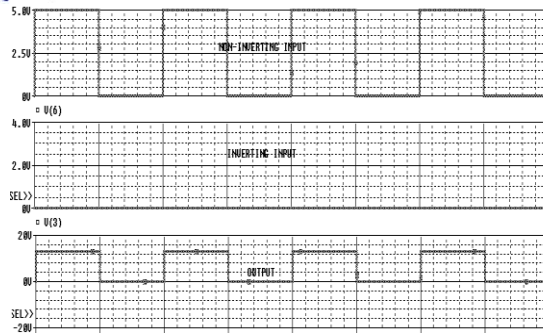 5.0V
NON-INVERTING INPUT
2.5V
0V
▫ V(6)
4.0V
INVERTING INPUT
2.0V
SEL>>
0V
▫ V(3)
20V
OUTPUT
0V
SEL>>
-20V